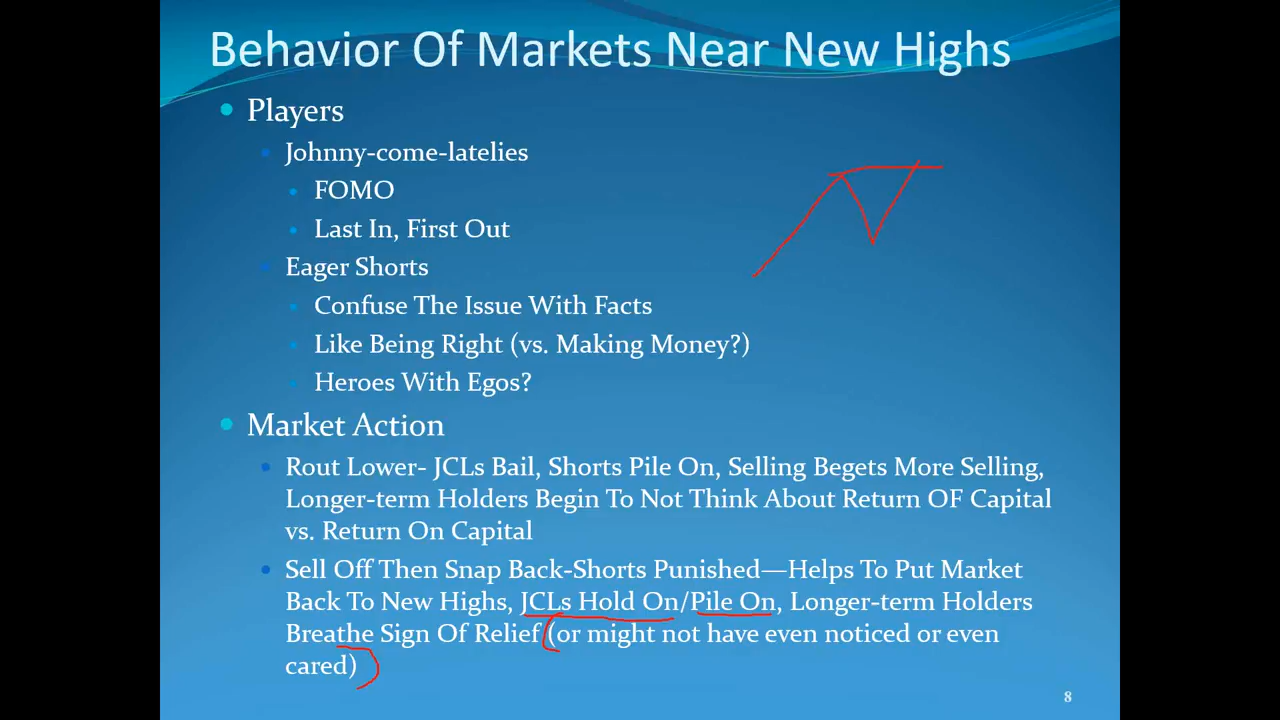 Behavior Of Markets Near New Highs
Players
Johnny-come-latelies
FOMO
Last In, First Out
Eager Shorts
Confuse The Issue With Facts
Like Being Right (vs. Making Money?)
Heroes With Egos?
Market Action
Rout Lower- JCLs Bail, Shorts Pile On, Selling Begets More Selling,
Longer-term Holders Begin To Not Think About Return OF Capital
vs. Return On Capital
Sell Off Then Snap Back-Shorts Punished—Helps To Put Market
Back To New Highs, JCLs Hold On/Pile On, Longer-term Holders
Breathe Sign Of Relief (or might not have even noticed or even
cared)
8